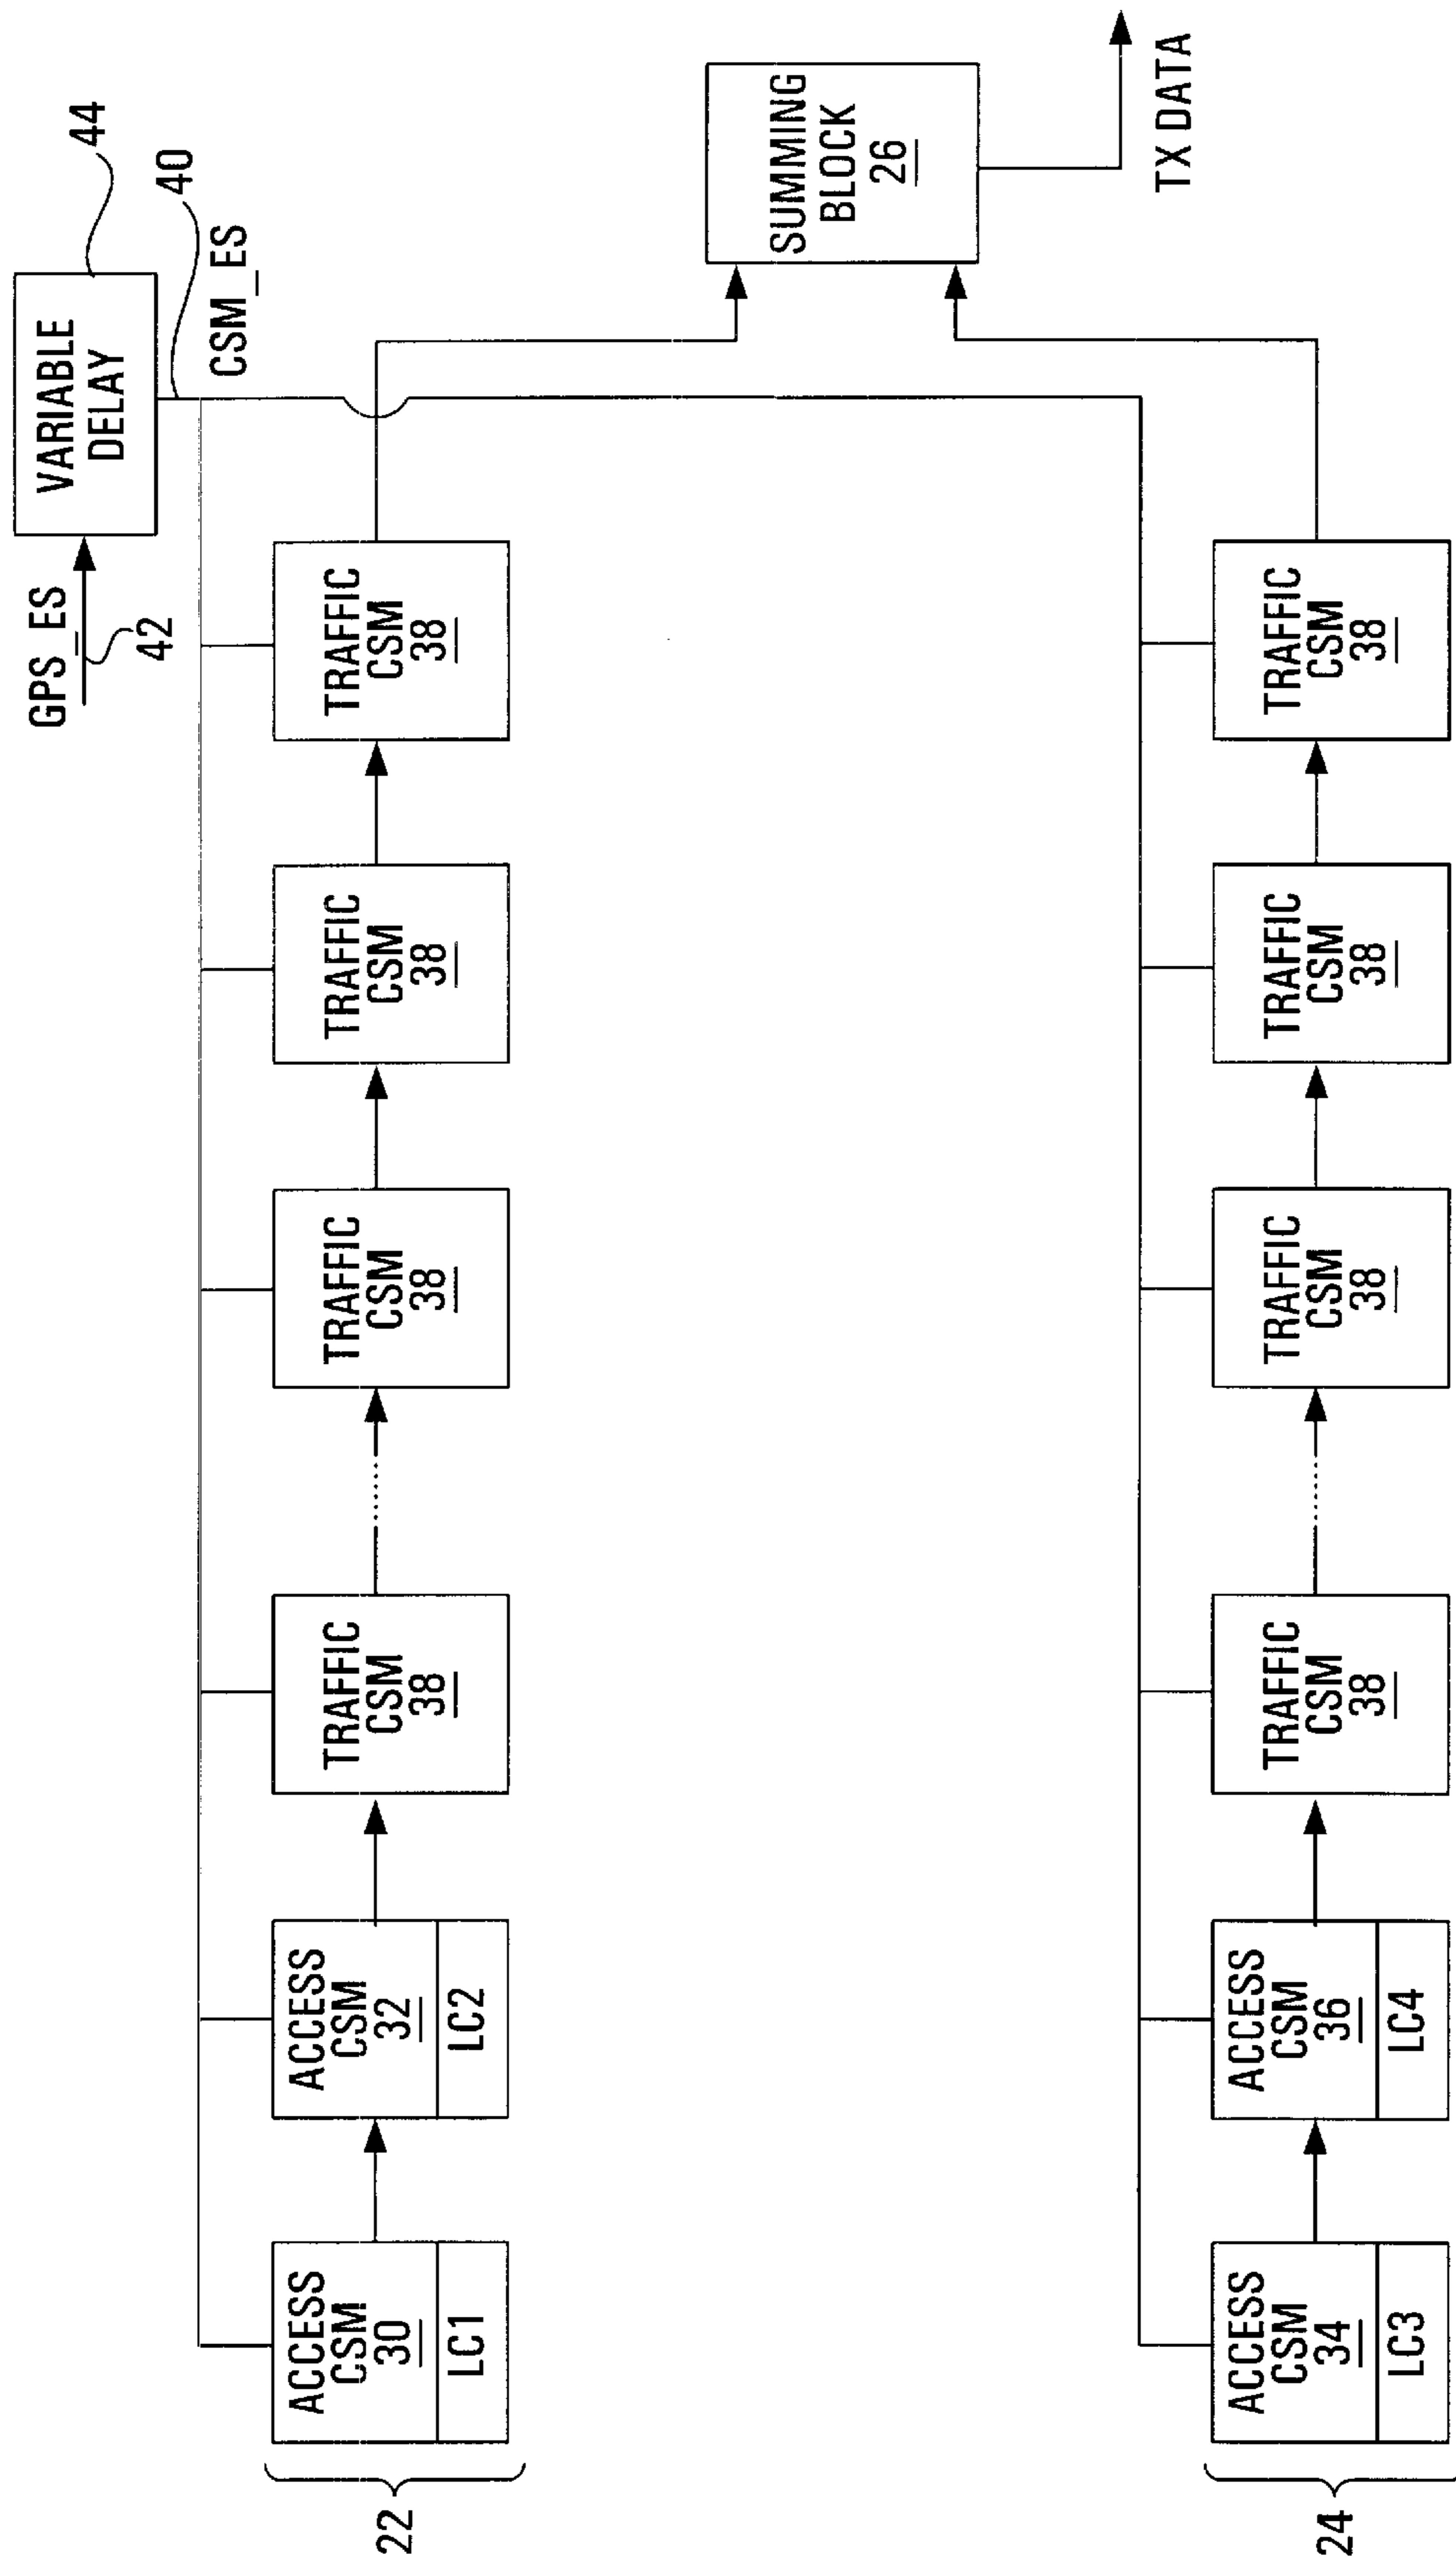 GPS_ES
42
VARIABLE
DELAY
44
40
CSM_ES
22
ACCESS
CSM
30
LC1
ACCESS
CSM
32
LC2
TRAFFIC
CSM
38
TRAFFIC
CSM
38
TRAFFIC
CSM
38
TRAFFIC
CSM
38
SUMMING
BLOCK
26
TX DATA
24
ACCESS
CSM
34
LC3
ACCESS
CSM
36
LC4
TRAFFIC
CSM
38
TRAFFIC
CSM
38
TRAFFIC
CSM
38
TRAFFIC
CSM
38